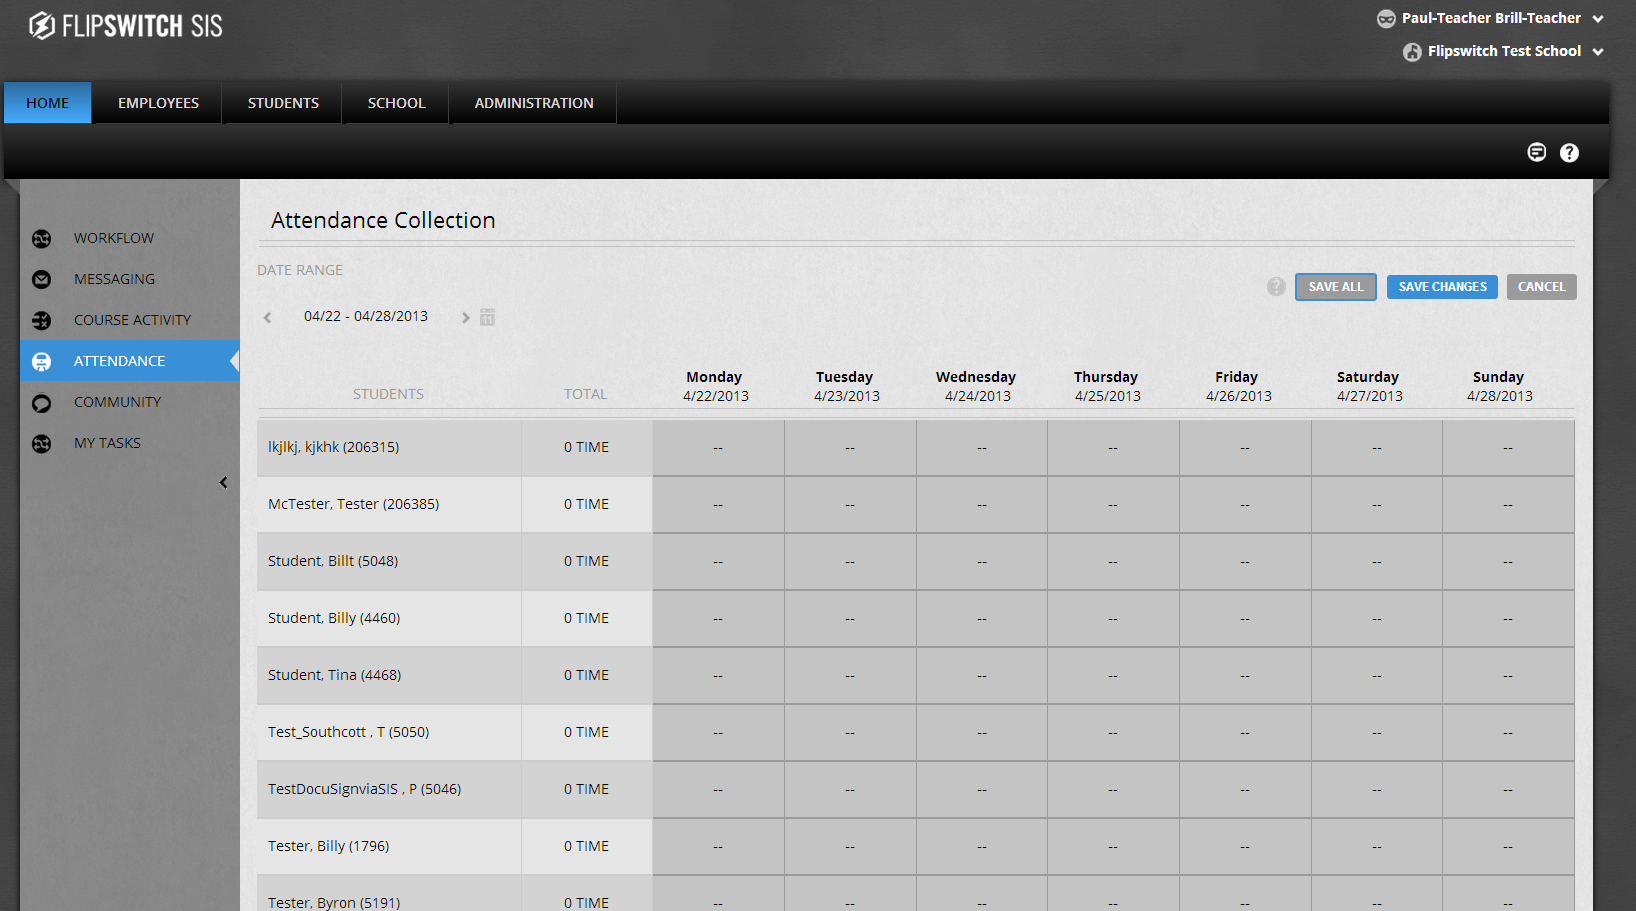 FLIPSWITCH SIS
Paul-Teacher Brill-Teacher
Flipswitch Test School
HOME EMPLOYEES STUDENTS SCHOOL ADMINISTRATION
WORKFLOW
MESSAGING
COURSE ACTIVITY
ATTENDANCE
COMMUNITY
MY TASKS
Attendance Collection
DATE RANGE
? SAVE ALL SAVE CHANGES CANCEL
04/22 - 04/28/2013
Monday Tuesday Wednesday Thursday Friday Saturday Sunday
STUDENTS TOTAL 4/22/2013 4/23/2013 4/24/2013 4/25/2013 4/26/2013 4/27/2013 4/28/2013
lkjlkj, kjkhk (206315) 0 TIME -- -- -- -- -- -- --
McTester, Tester (206385) 0 TIME -- -- -- -- -- -- --
Student, Billt (5048) 0 TIME -- -- -- -- -- -- --
Student, Billy (4460) 0 TIME -- -- -- -- -- -- --
Student, Tina (4468) 0 TIME -- -- -- -- -- -- --
Test_Southcott , T (5050) 0 TIME -- -- -- -- -- -- --
TestDocuSignviaSIS , P (5046) 0 TIME -- -- -- -- -- -- --
Tester, Billy (1796) 0 TIME -- -- -- -- -- -- --
Tester, Byron (5191) 0 TIME -- -- -- -- -- -- --